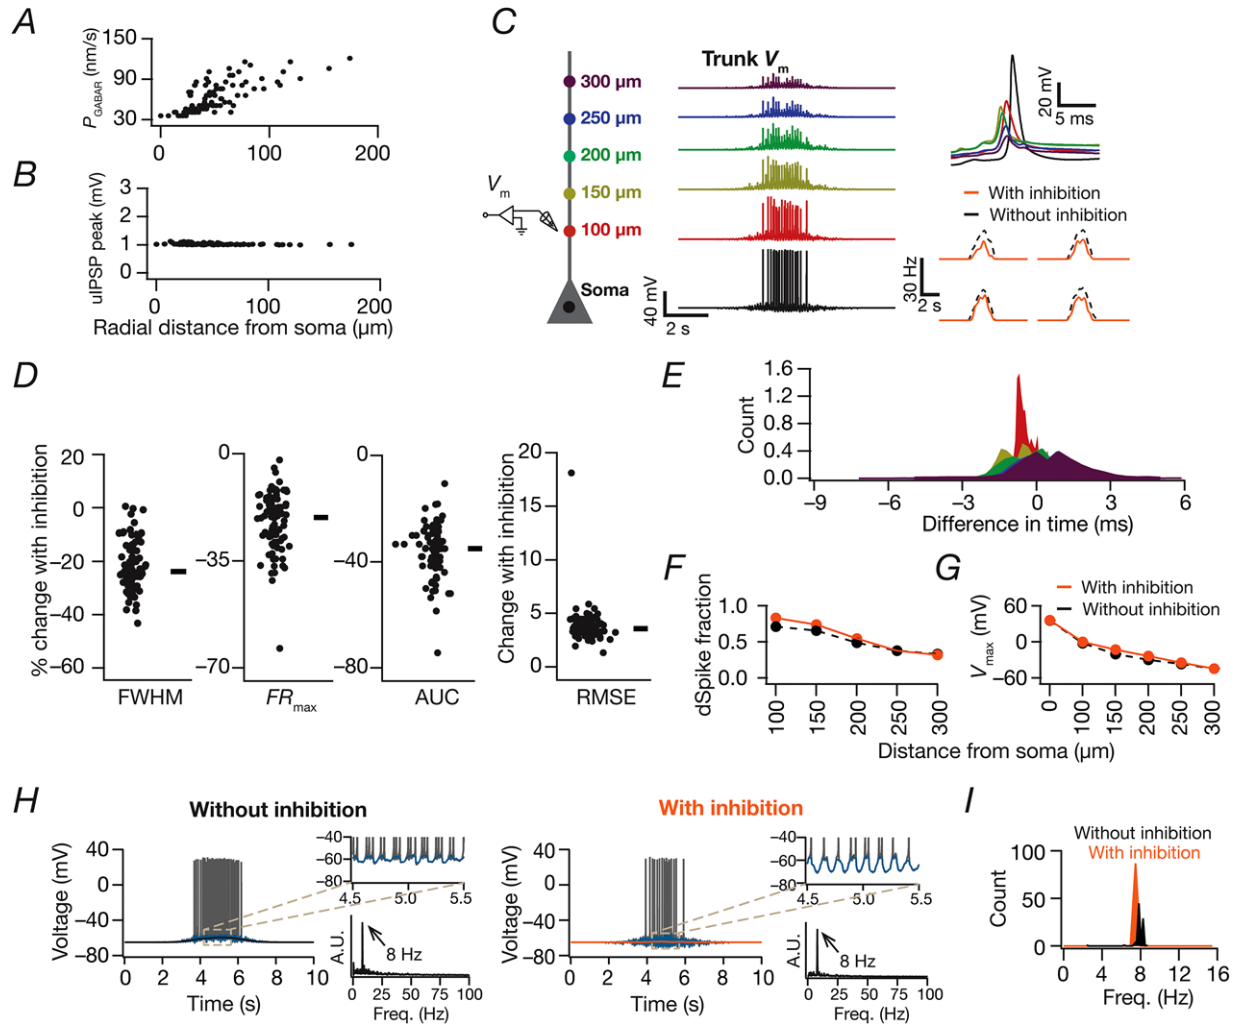 A
P_GABAR (nm/s)
150
90
30
0 100 200
B
uIPSP peak (mV)
3
2
1
0
0 100 200
Radial distance from soma (µm)
C
V_m
300 µm
250 µm
200 µm
150 µm
100 µm
Soma
Trunk V_m
40 mV
2 s
20 mV
5 ms
With inhibition
Without inhibition
30 Hz
2 s
D
% change with inhibition
20
0
−20
−40
−60
FWHM
0
−35
−70
FR_max
0
−40
−80
AUC
Change with inhibition
20
15
10
5
0
RMSE
E
Count
1.6
1.2
0.8
0.4
0.0
−9 −6 −3 0 3 6
Difference in time (ms)
F
dSpike fraction
1.0
0.5
0.0
100 150 200 250 300
G
With inhibition
Without inhibition
V_max (mV)
60
0
−60
0 100 150 200 250 300
Distance from soma (µm)
H
Without inhibition
Voltage (mV)
40
0
−40
−80
0 2 4 6 8 10
Time (s)
−40
−60
−80
4.5 5.0 5.5
A.U.
8 Hz
0 25 50 75 100
Freq. (Hz)
With inhibition
Voltage (mV)
40
0
−40
−80
0 2 4 6 8 10
Time (s)
−40
−60
−80
4.5 5.0 5.5
A.U.
8 Hz
0 25 50 75 100
Freq. (Hz)
I
Without inhibition
With inhibition
Count
100
50
0
0 4 8 12 16
Freq. (Hz)